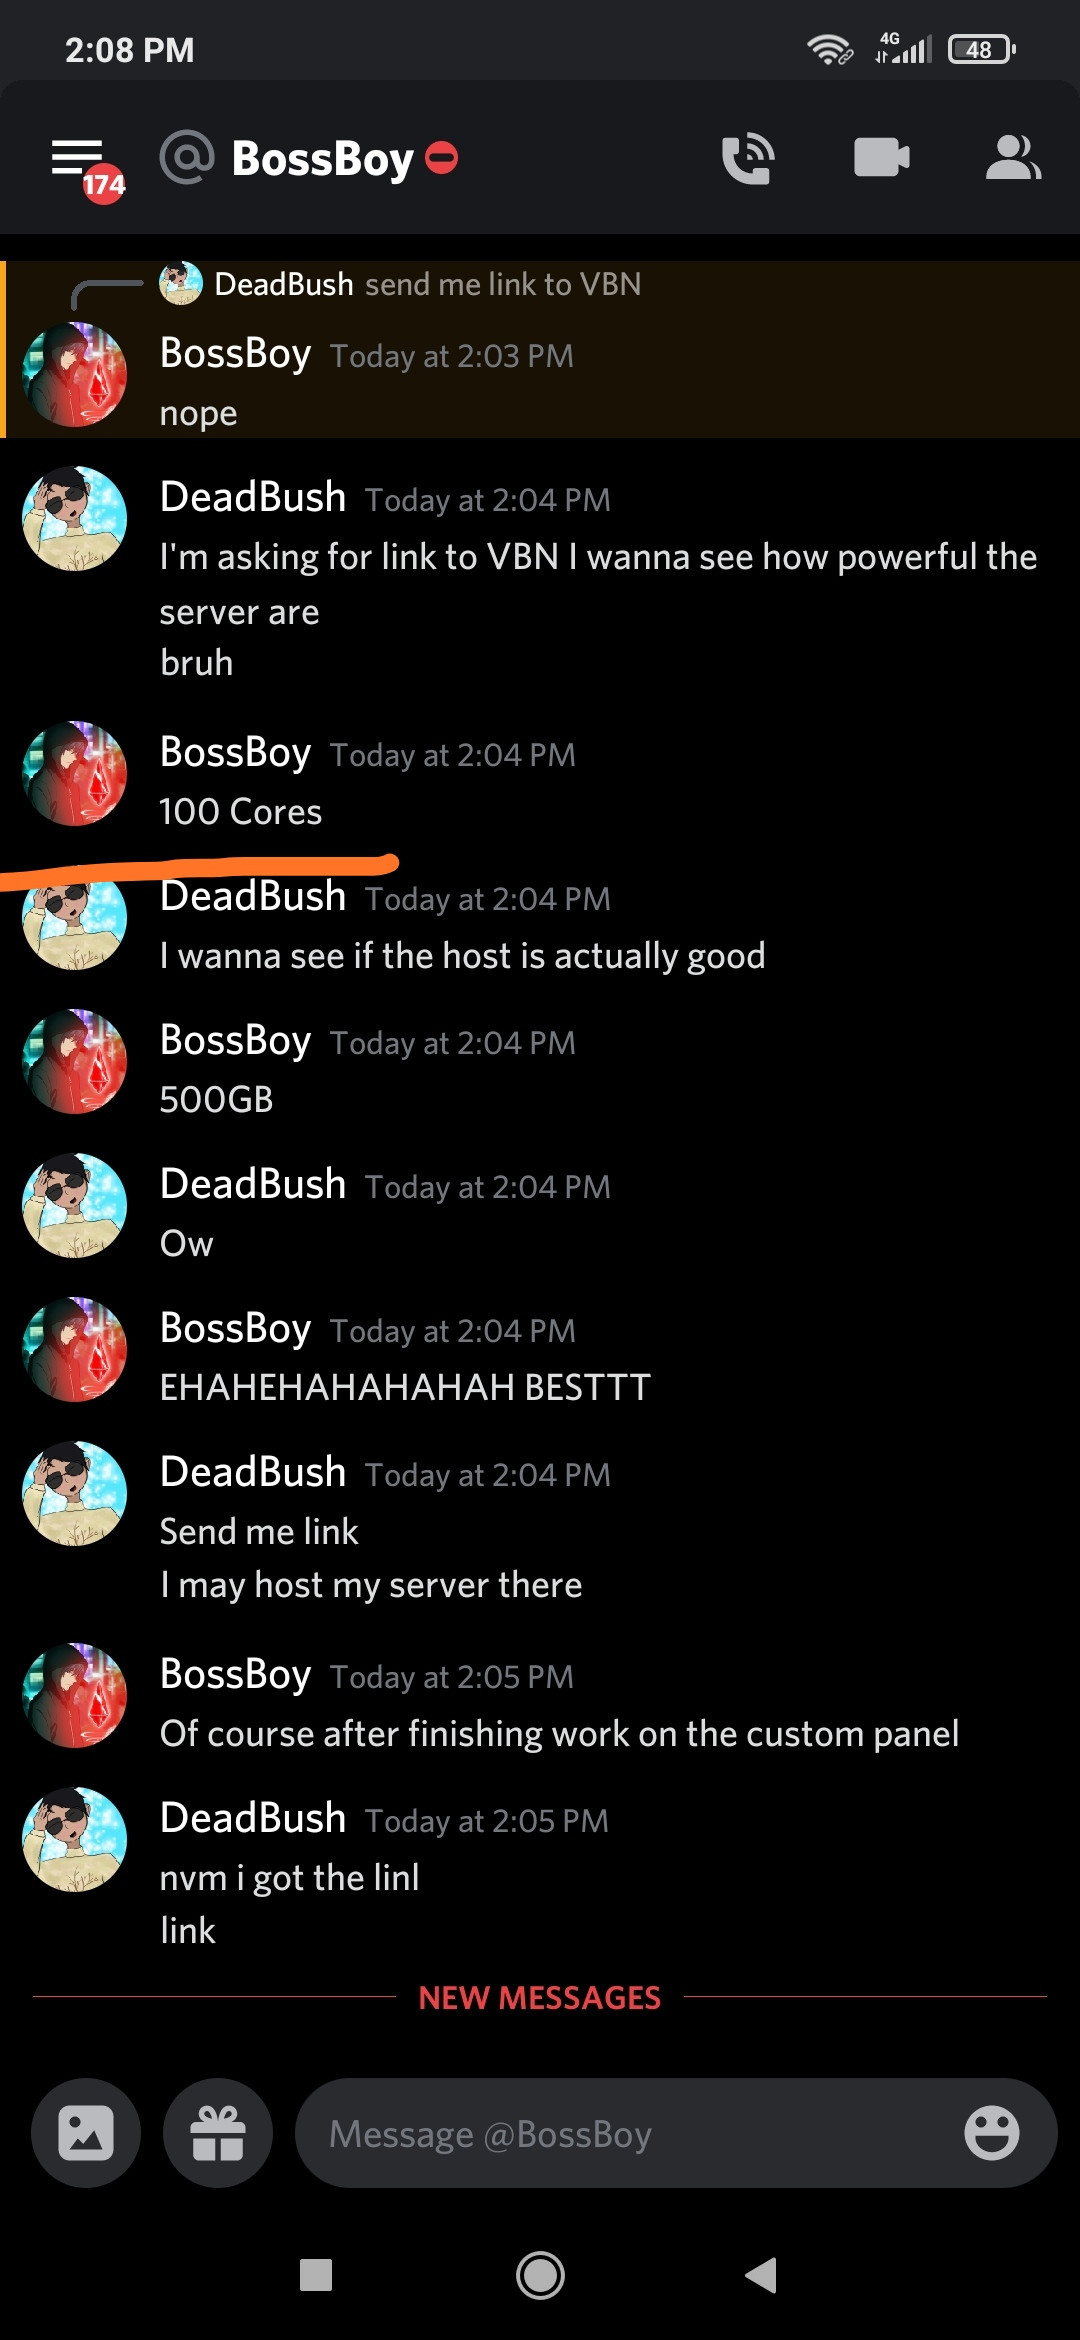 2:08 PM
4G
48
174
@ BossBoy
DeadBush send me link to VBN
BossBoy Today at 2:03 PM
nope
DeadBush Today at 2:04 PM
I'm asking for link to VBN I wanna see how powerful the
server are
bruh
BossBoy Today at 2:04 PM
100 Cores
DeadBush Today at 2:04 PM
I wanna see if the host is actually good
BossBoy Today at 2:04 PM
500GB
DeadBush Today at 2:04 PM
Ow
BossBoy Today at 2:04 PM
EHAHEHAHAHAHAH BESTTT
DeadBush Today at 2:04 PM
Send me link
I may host my server there
BossBoy Today at 2:05 PM
Of course after finishing work on the custom panel
DeadBush Today at 2:05 PM
nvm i got the linl
link
NEW MESSAGES
Message @BossBoy